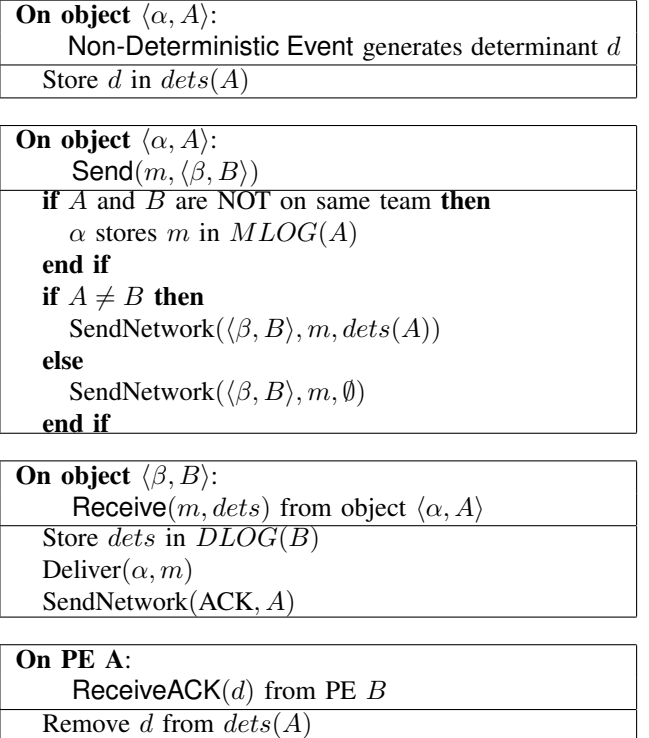 On object ⟨α, A⟩:
Non-Deterministic Event generates determinant d
Store d in dets(A)
On object ⟨α, A⟩:
Send(m, ⟨β, B⟩)
if A and B are NOT on same team then
α stores m in MLOG(A)
end if
if A ≠ B then
SendNetwork(⟨β, B⟩, m, dets(A))
else
SendNetwork(⟨β, B⟩, m, ∅)
end if
On object ⟨β, B⟩:
Receive(m, dets) from object ⟨α, A⟩
Store dets in DLOG(B)
Deliver(α, m)
SendNetwork(ACK, A)
On PE A:
ReceiveACK(d) from PE B
Remove d from dets(A)